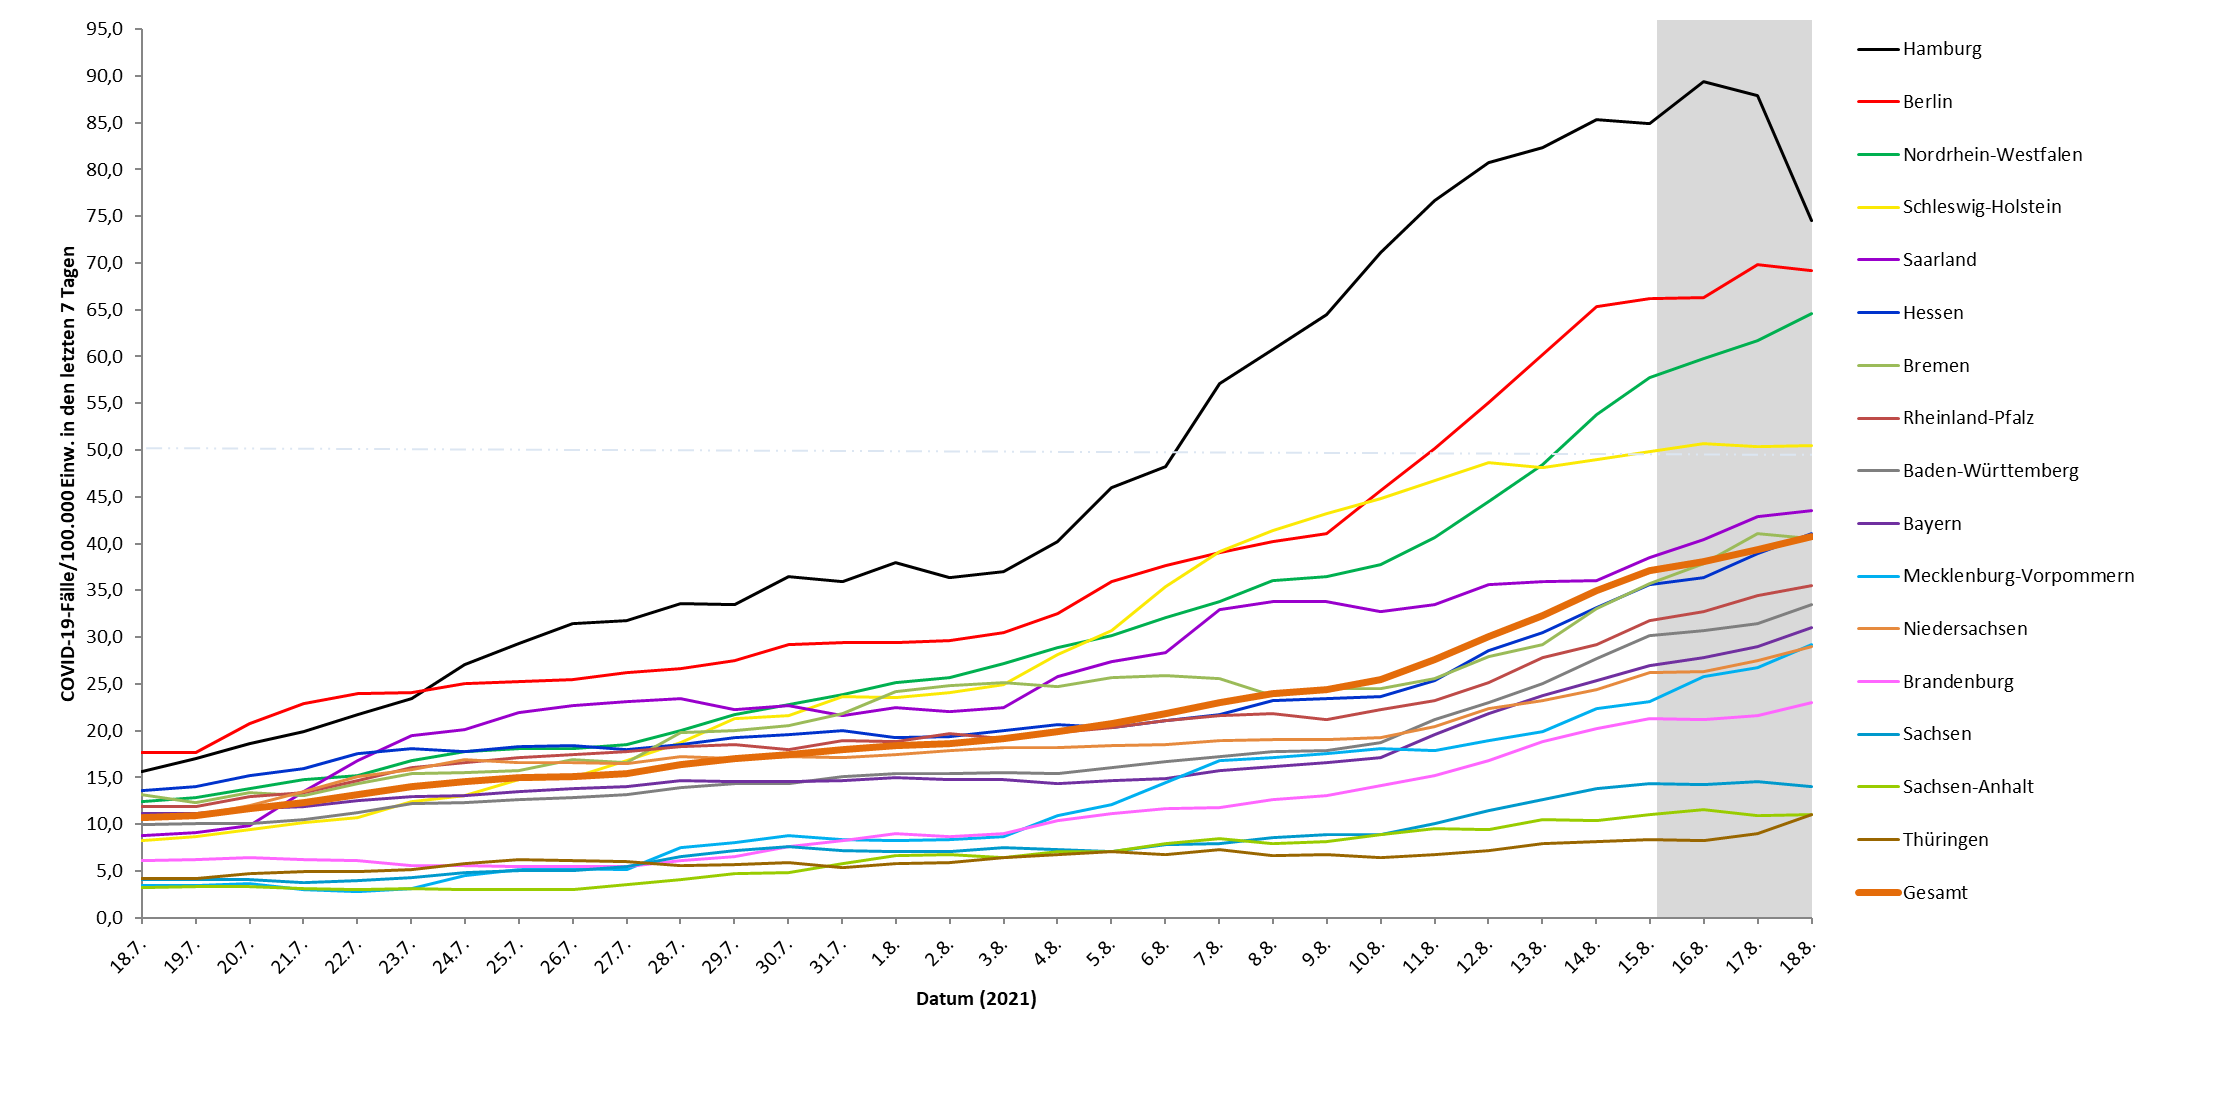 COVID-19-Fälle/100.000 Einw. in den letzten 7 Tagen
95,0
90,0
85,0
80,0
75,0
70,0
65,0
60,0
55,0
50,0
45,0
40,0
35,0
30,0
25,0
20,0
15,0
10,0
5,0
0,0
18.7.
19.7.
20.7.
21.7.
22.7.
23.7.
24.7.
25.7.
26.7.
27.7.
28.7.
29.7.
30.7.
31.7.
1.8.
2.8.
3.8.
4.8.
5.8.
6.8.
7.8.
8.8.
9.8.
10.8.
11.8.
12.8.
13.8.
14.8.
15.8.
16.8.
17.8.
18.8.
Datum (2021)
Hamburg
Berlin
Nordrhein-Westfalen
Schleswig-Holstein
Saarland
Hessen
Bremen
Rheinland-Pfalz
Baden-Württemberg
Bayern
Mecklenburg-Vorpommern
Niedersachsen
Brandenburg
Sachsen
Sachsen-Anhalt
Thüringen
Gesamt